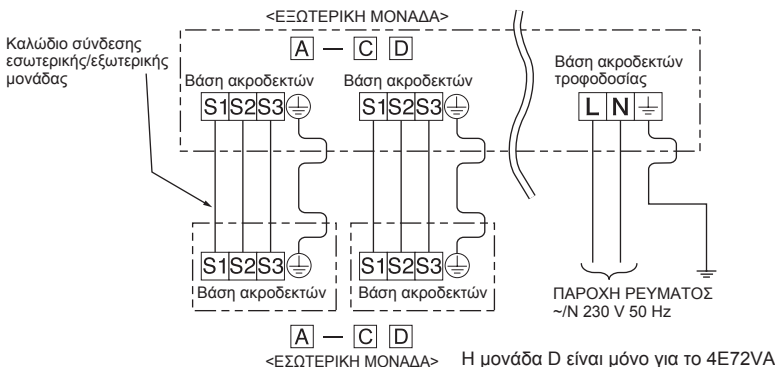 <ΕΞΩΤΕΡΙΚΗ ΜΟΝΑΔΑ>
Καλώδιο σύνδεσης
εσωτερικής/εξωτερικής
μονάδας
A — C D
Βάση ακροδεκτών
Βάση ακροδεκτών
Βάση ακροδεκτών
τροφοδοσίας
S1 S2 S3
S1 S2 S3
L N
S1 S2 S3
S1 S2 S3
Βάση ακροδεκτών
Βάση ακροδεκτών
ΠΑΡΟΧΗ ΡΕΥΜΑΤΟΣ
~/N 230 V 50 Hz
A — C D
<ΕΣΩΤΕΡΙΚΗ ΜΟΝΑΔΑ>
Η μονάδα D είναι μόνο για το 4E72VA